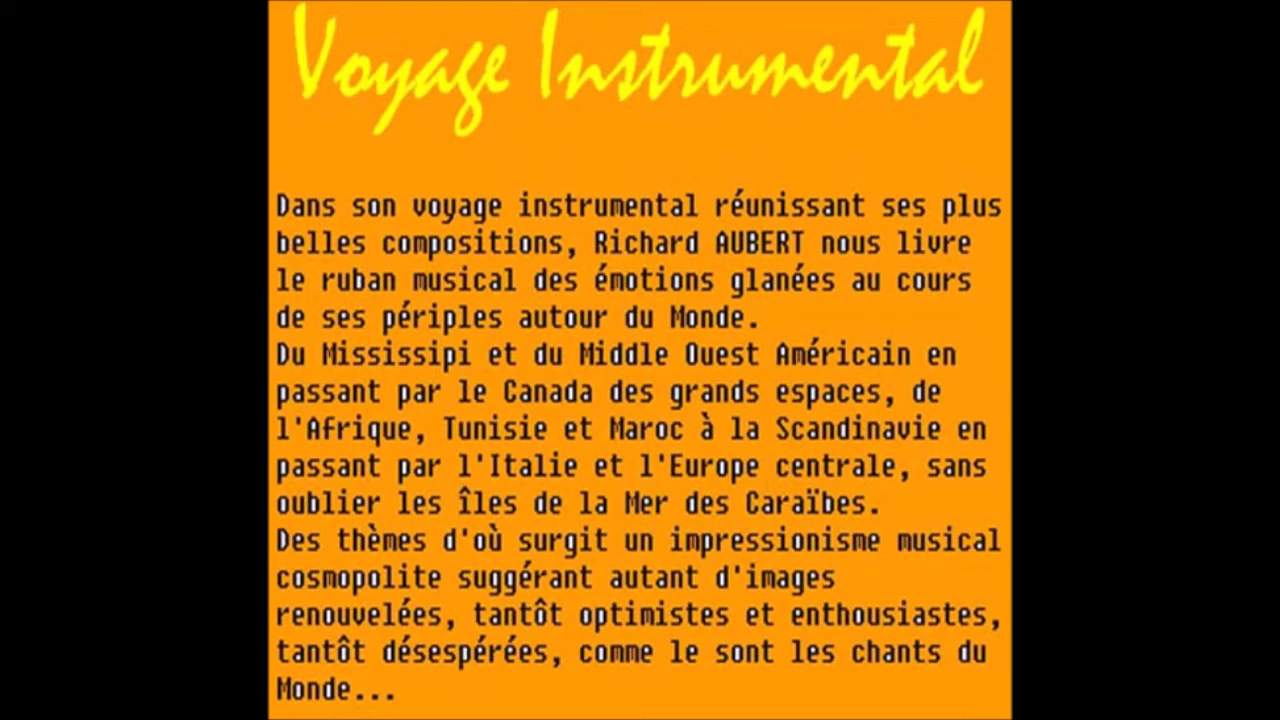 Voyage Instrumental
Dans son voyage instrumental réunissant ses plus
belles compositions, Richard AUBERT nous livre
le ruban musical des émotions glanées au cours
de ses périples autour du Monde.
Du Mississipi et du Middle Ouest Américain en
passant par le Canada des grands espaces, de
l'Afrique, Tunisie et Maroc à la Scandinavie en
passant par l'Italie et l'Europe centrale, sans
oublier les îles de la Mer des Caraïbes.
Des thèmes d'où surgit un impressionisme musical
cosmopolite suggérant autant d'images
renouvelées, tantôt optimistes et enthousiastes,
tantôt désespérées, comme le sont les chants du
Monde...